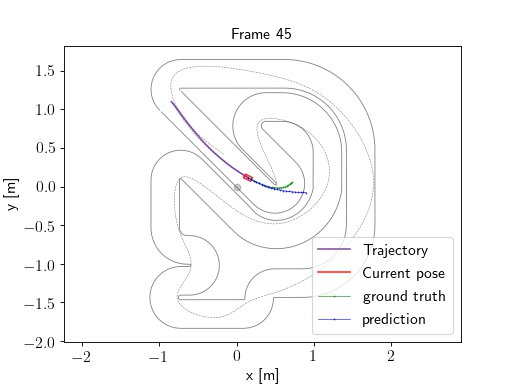 Frame 45
y [m]
1.5
1.0
0.5
0.0
−0.5
−1.0
−1.5
−2.0
−2 −1 0 1 2
x [m]
Trajectory
Current pose
ground truth
prediction